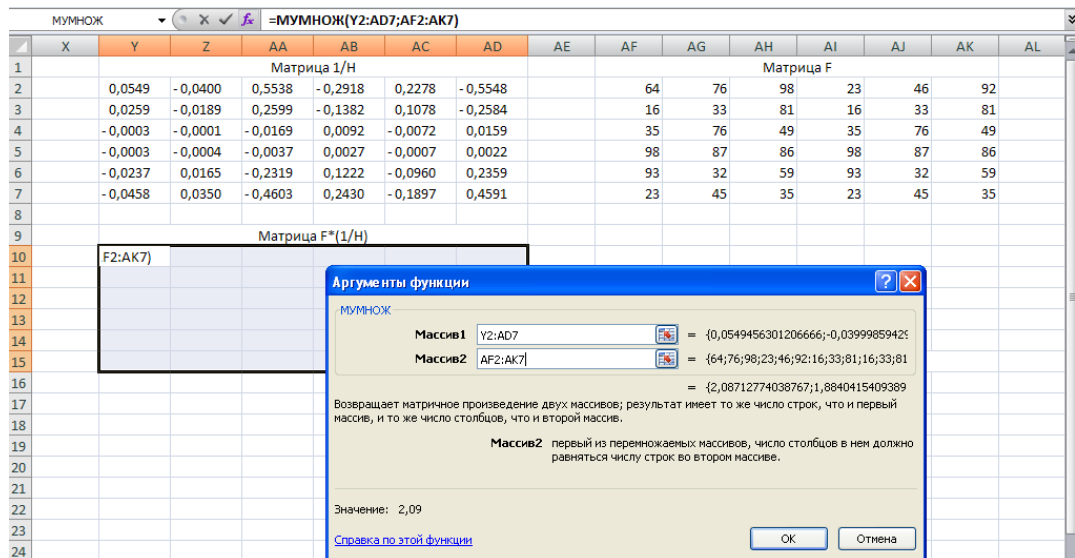 МУМНОЖ =МУМНОЖ(Y2:AD7;AF2:AK7)
X Y Z AA AB AC AD AE AF AG AH AI AJ AK AL
1 Матрица 1/H Матрица F
2 0,0549 - 0,0400 0,5538 - 0,2918 0,2278 - 0,5548 64 76 98 23 46 92
3 0,0259 - 0,0189 0,2599 - 0,1382 0,1078 - 0,2584 16 33 81 16 33 81
4 - 0,0003 - 0,0001 - 0,0169 0,0092 - 0,0072 0,0159 35 76 49 35 76 49
5 - 0,0003 - 0,0004 - 0,0037 0,0027 - 0,0007 0,0022 98 87 86 98 87 86
6 - 0,0237 0,0165 - 0,2319 0,1222 - 0,0960 0,2359 93 32 59 93 32 59
7 - 0,0458 0,0350 - 0,4603 0,2430 - 0,1897 0,4591 23 45 35 23 45 35
8
9 Матрица F*(1/H)
10 F2:AK7)
11
12
13
14
15
16
17
18
19
20
21
22
23
24
Аргументы функции
МУМНОЖ
Массив1 Y2:AD7 = {0,0549456301206666;-0,0399985942
Массив2 AF2:AK7 = {64;76;98;23;46;92:16;33;81;16;33;81
= {2,08712774038767;1,8840415409389
Возвращает матричное произведение двух массивов; результат имеет то же число строк, что и первый
массив, и то же число столбцов, что и второй массив.
Массив2 первый из перемножаемых массивов, число столбцов в нем должно
равняться числу строк во втором массиве.
Значение: 2,09
Справка по этой функции ОК Отмена